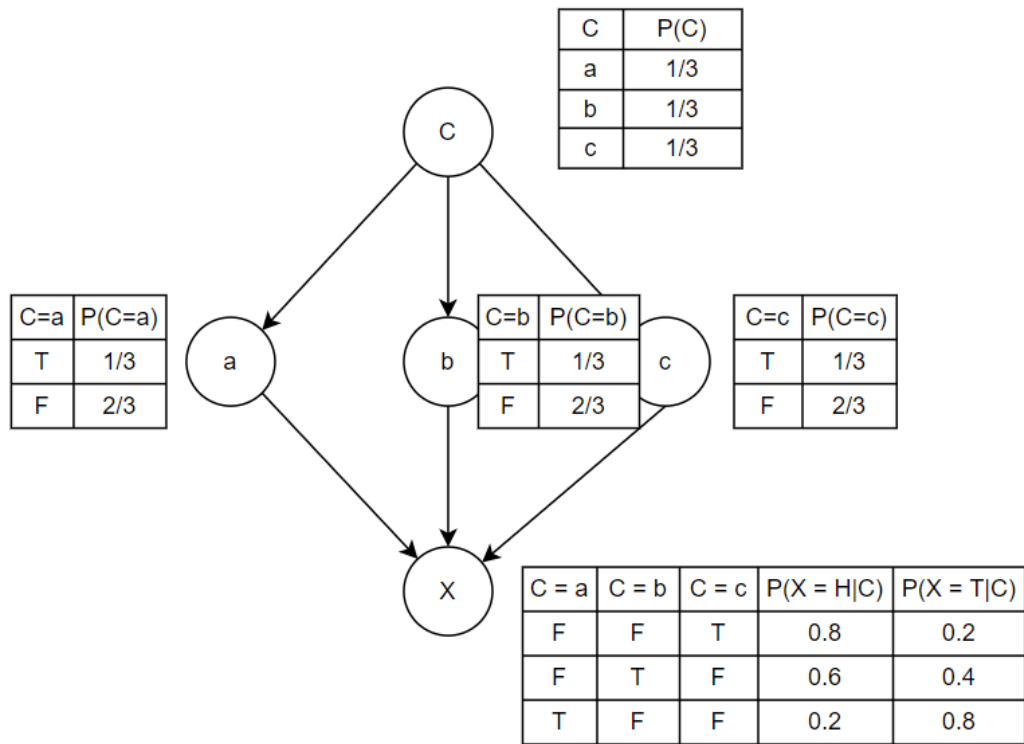 C P(C)
a 1/3
b 1/3
c 1/3
C
C=a P(C=a)
T 1/3
F 2/3
a
b
C=b P(C=b)
T 1/3
F 2/3
c
C=c P(C=c)
T 1/3
F 2/3
X
C = a C = b C = c P(X = H|C) P(X = T|C)
F F T 0.8 0.2
F T F 0.6 0.4
T F F 0.2 0.8